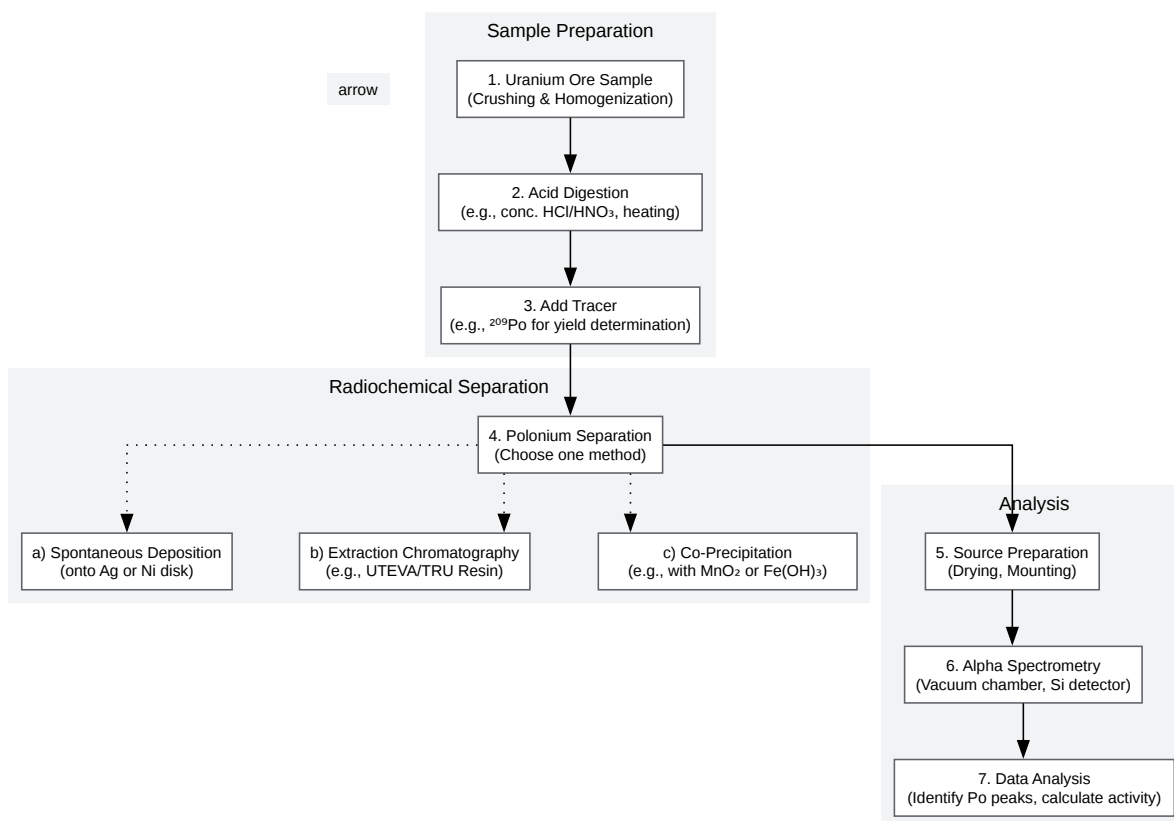 Sample Preparation
1. Uranium Ore Sample
(Crushing & Homogenization)
arrow
2. Acid Digestion
(e.g., conc. HCl/HNO₃, heating)
3. Add Tracer
(e.g., ²⁰⁹Po for yield determination)
Radiochemical Separation
4. Polonium Separation
(Choose one method)
a) Spontaneous Deposition
(onto Ag or Ni disk)
b) Extraction Chromatography
(e.g., UTEVA/TRU Resin)
c) Co-Precipitation
(e.g., with MnO₂ or Fe(OH)₃)
Analysis
5. Source Preparation
(Drying, Mounting)
6. Alpha Spectrometry
(Vacuum chamber, Si detector)
7. Data Analysis
(Identify Po peaks, calculate activity)